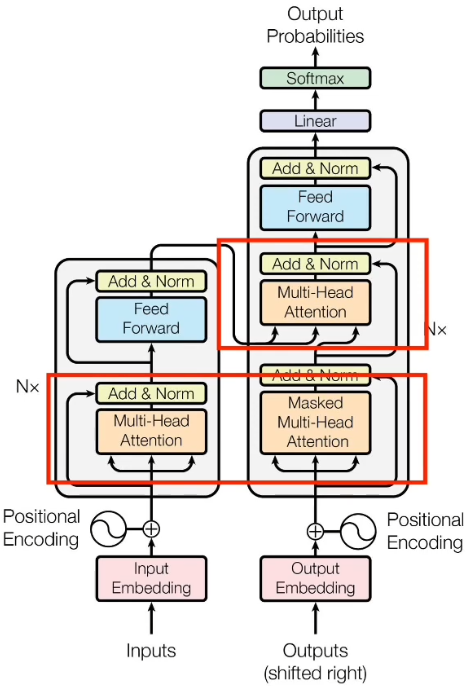 Output
Probabilities
Softmax
Linear
Add & Norm
Feed
Forward
Add & Norm
Multi-Head
Attention
N×
Add & Norm
Masked
Multi-Head
Attention
Add & Norm
Feed
Forward
N×
Add & Norm
Multi-Head
Attention
Positional
Encoding
Positional
Encoding
Input
Embedding
Output
Embedding
Inputs
Outputs
(shifted right)